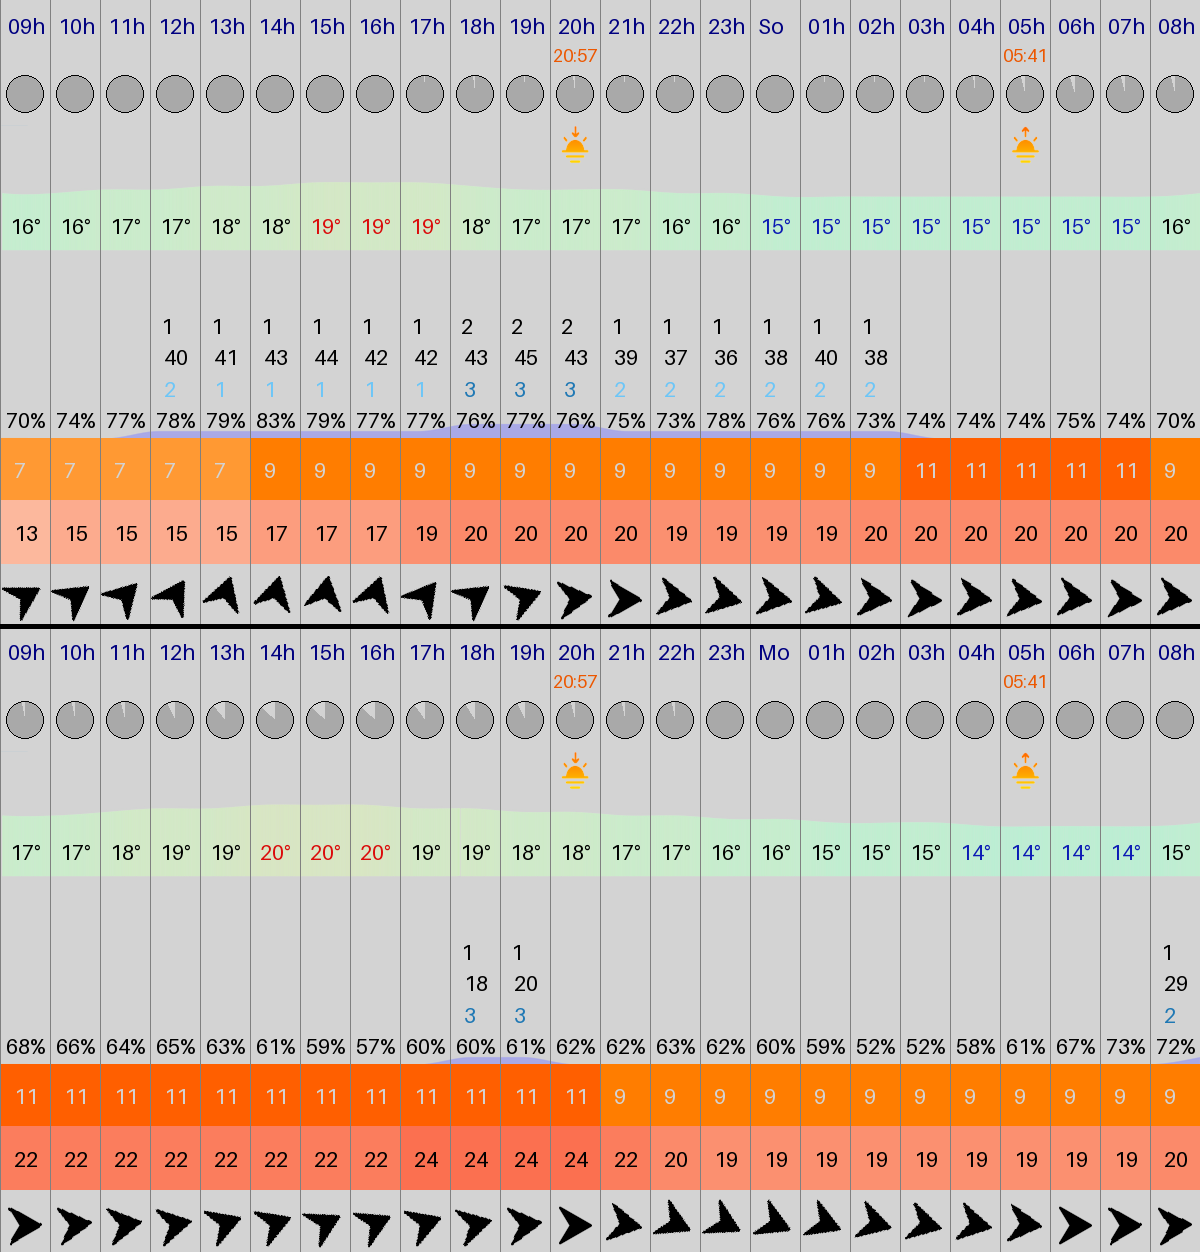 09h 10h 11h 12h 13h 14h 15h 16h 17h 18h 19h 20h 21h 22h 23h So 01h 02h 03h 04h 05h 06h 07h 08h
20:57 05:41
16° 16° 17° 17° 18° 18° 19° 19° 19° 18° 17° 17° 17° 16° 16° 15° 15° 15° 15° 15° 15° 15° 15° 16°
1 1 1 1 1 1 2 2 2 1 1 1 1 1 1
40 41 43 44 42 42 43 45 43 39 37 36 38 40 38
2 1 1 1 1 1 3 3 3 2 2 2 2 2 2
70% 74% 77% 78% 79% 83% 79% 77% 77% 76% 77% 76% 75% 73% 78% 76% 76% 73% 74% 74% 74% 75% 74% 70%
7 7 7 7 7 9 9 9 9 9 9 9 9 9 9 9 9 9 11 11 11 11 11 9
13 15 15 15 15 17 17 17 19 20 20 20 20 19 19 19 19 20 20 20 20 20 20 20
09h 10h 11h 12h 13h 14h 15h 16h 17h 18h 19h 20h 21h 22h 23h Mo 01h 02h 03h 04h 05h 06h 07h 08h
20:57 05:41
17° 17° 18° 19° 19° 20° 20° 20° 19° 19° 18° 18° 17° 17° 16° 16° 15° 15° 15° 14° 14° 14° 14° 15°
1 1 1
18 20 29
3 3 2
68% 66% 64% 65% 63% 61% 59% 57% 60% 60% 61% 62% 62% 63% 62% 60% 59% 52% 52% 58% 61% 67% 73% 72%
11 11 11 11 11 11 11 11 11 11 11 11 9 9 9 9 9 9 9 9 9 9 9 9
22 22 22 22 22 22 22 22 24 24 24 24 22 20 19 19 19 19 19 19 19 19 19 20